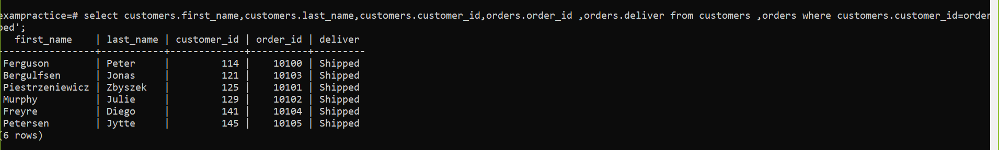 exampractice=# select customers.first_name,customers.last_name,customers.customer_id,orders.order_id ,orders.deliver from customers ,orders where customers.customer_id=order
ped';
   first_name    | last_name | customer_id | order_id | deliver
-----------------+-----------+-------------+----------+---------
 Ferguson        | Peter     |         114 |    10100 | Shipped
 Bergulfsen      | Jonas     |         121 |    10103 | Shipped
 Piestrzeniewicz | Zbyszek   |         125 |    10101 | Shipped
 Murphy          | Julie     |         129 |    10102 | Shipped
 Freyre          | Diego     |         141 |    10104 | Shipped
 Petersen        | Jytte     |         145 |    10105 | Shipped
(6 rows)